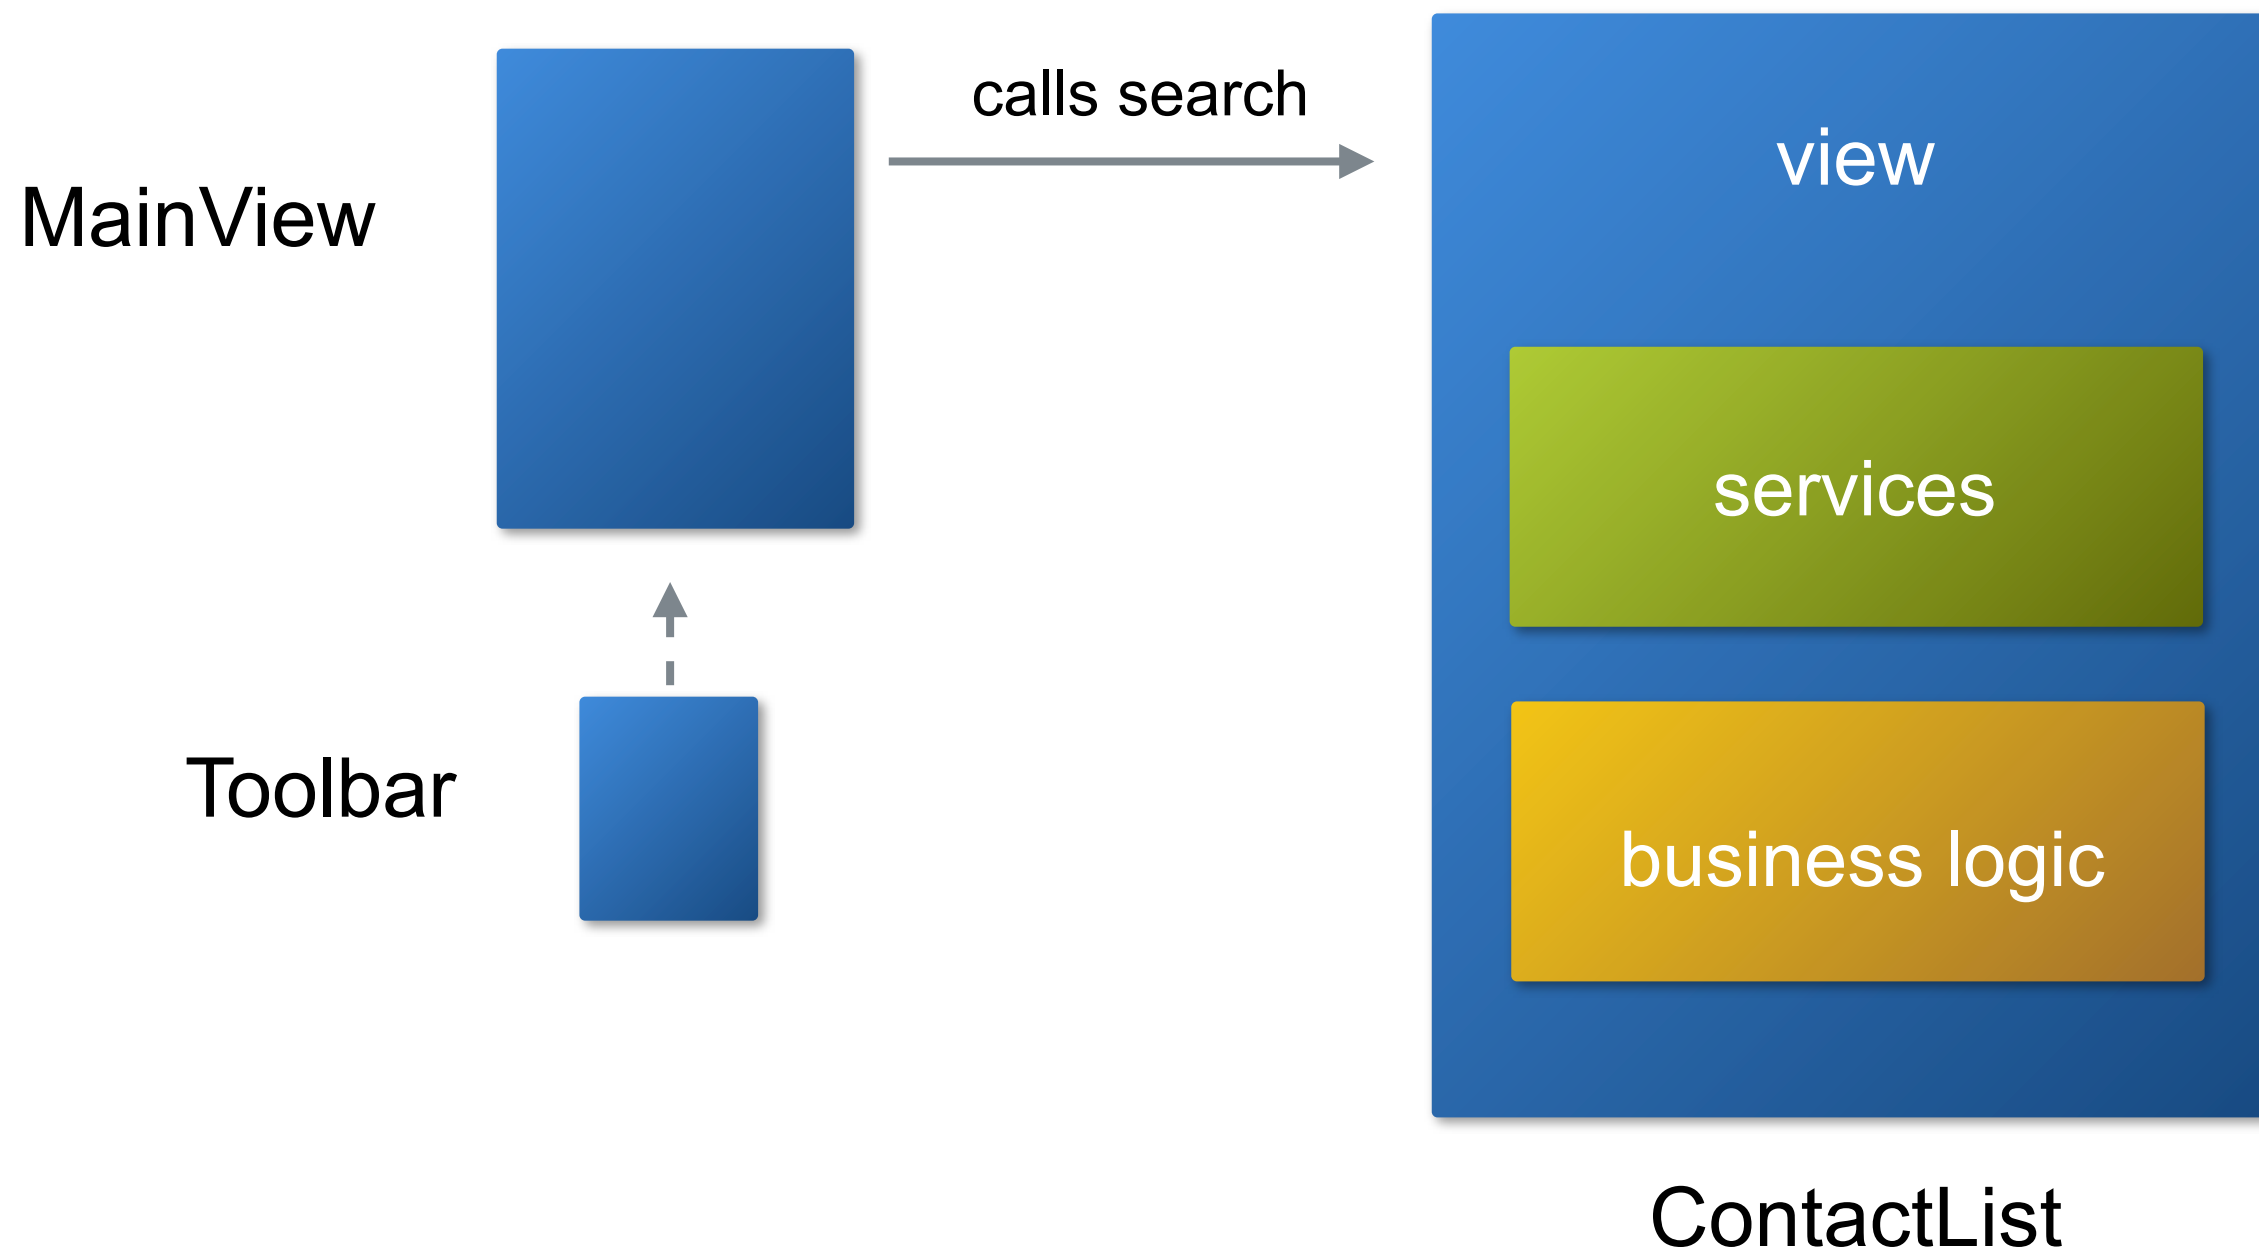 calls search
view
MainView
services
Toolbar
business logic
ContactList